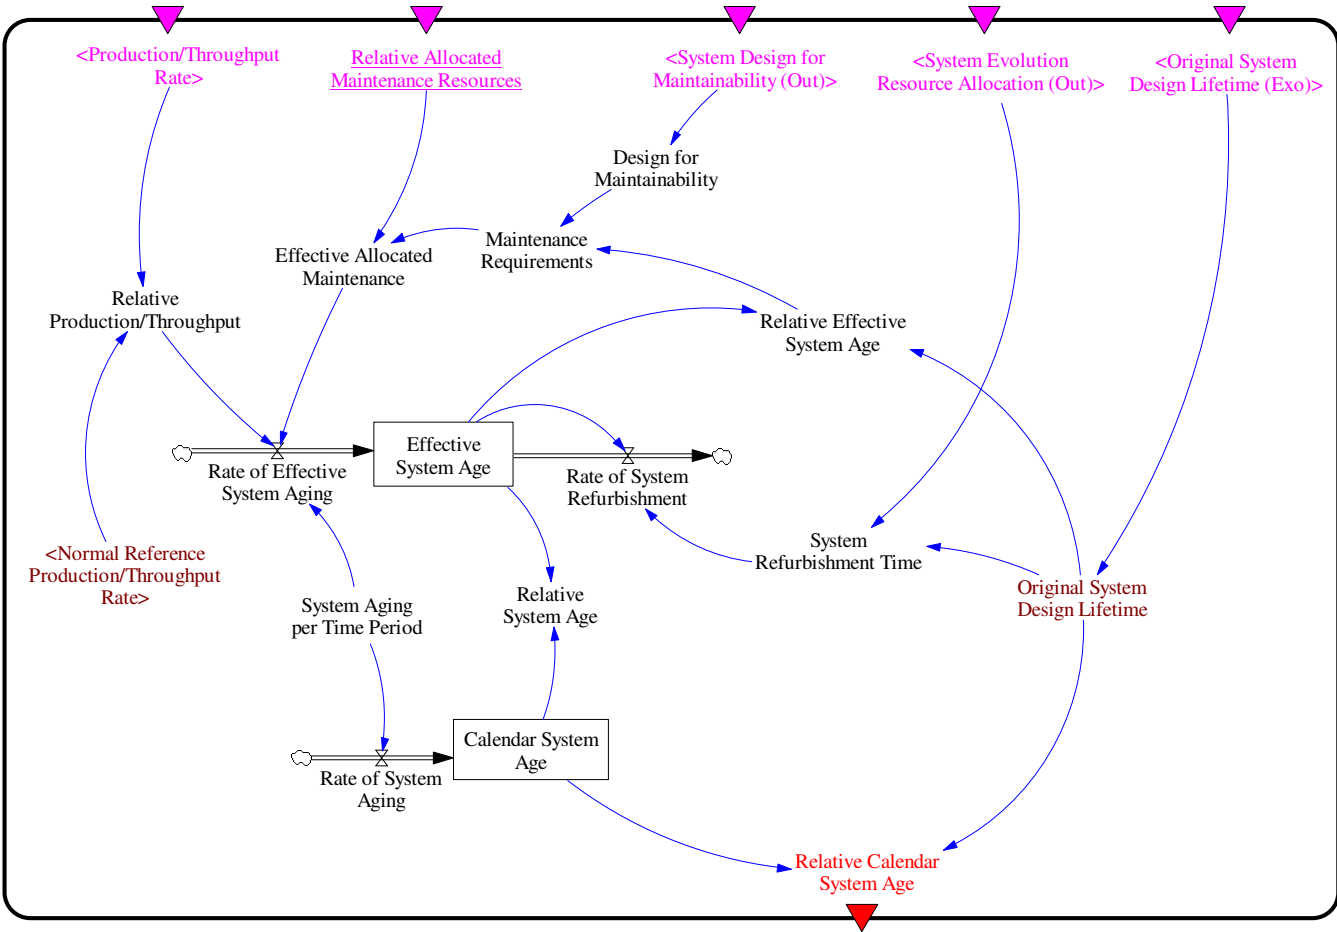 <Production/Throughput
Rate>
Relative Allocated
Maintenance Resources
<System Design for
Maintainability (Out)>
<System Evolution
Resource Allocation (Out)>
<Original System
Design Lifetime (Exo)>
Design for
Maintainability
Effective Allocated
Maintenance
Maintenance
Requirements
Relative
Production/Throughput
Relative Effective
System Age
Effective
System Age
Rate of Effective
System Aging
Rate of System
Refurbishment
<Normal Reference
Production/Throughput
Rate>
System
Refurbishment Time
System Aging
per Time Period
Relative
System Age
Original System
Design Lifetime
Calendar System
Age
Rate of System
Aging
Relative Calendar
System Age